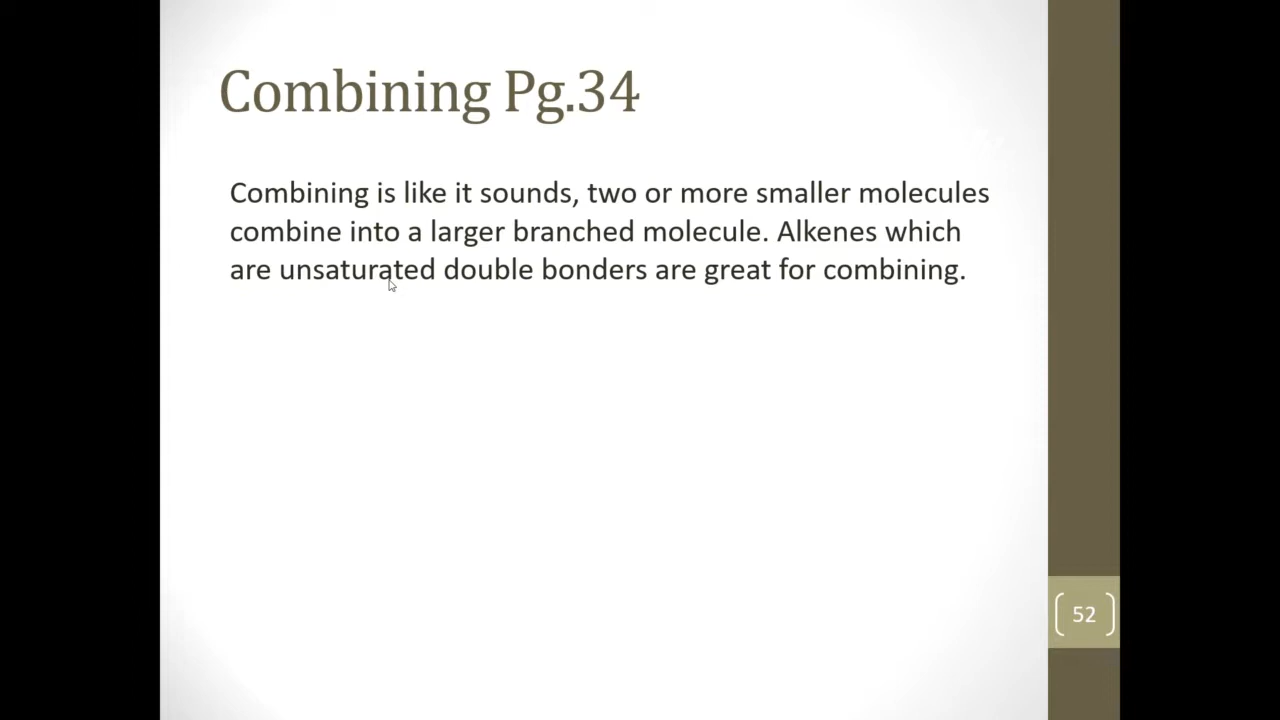 Combining Pg.34
Combining is like it sounds, two or more smaller molecules
combine into a larger branched molecule. Alkenes which
are unsaturated double bonders are great for combining.
52